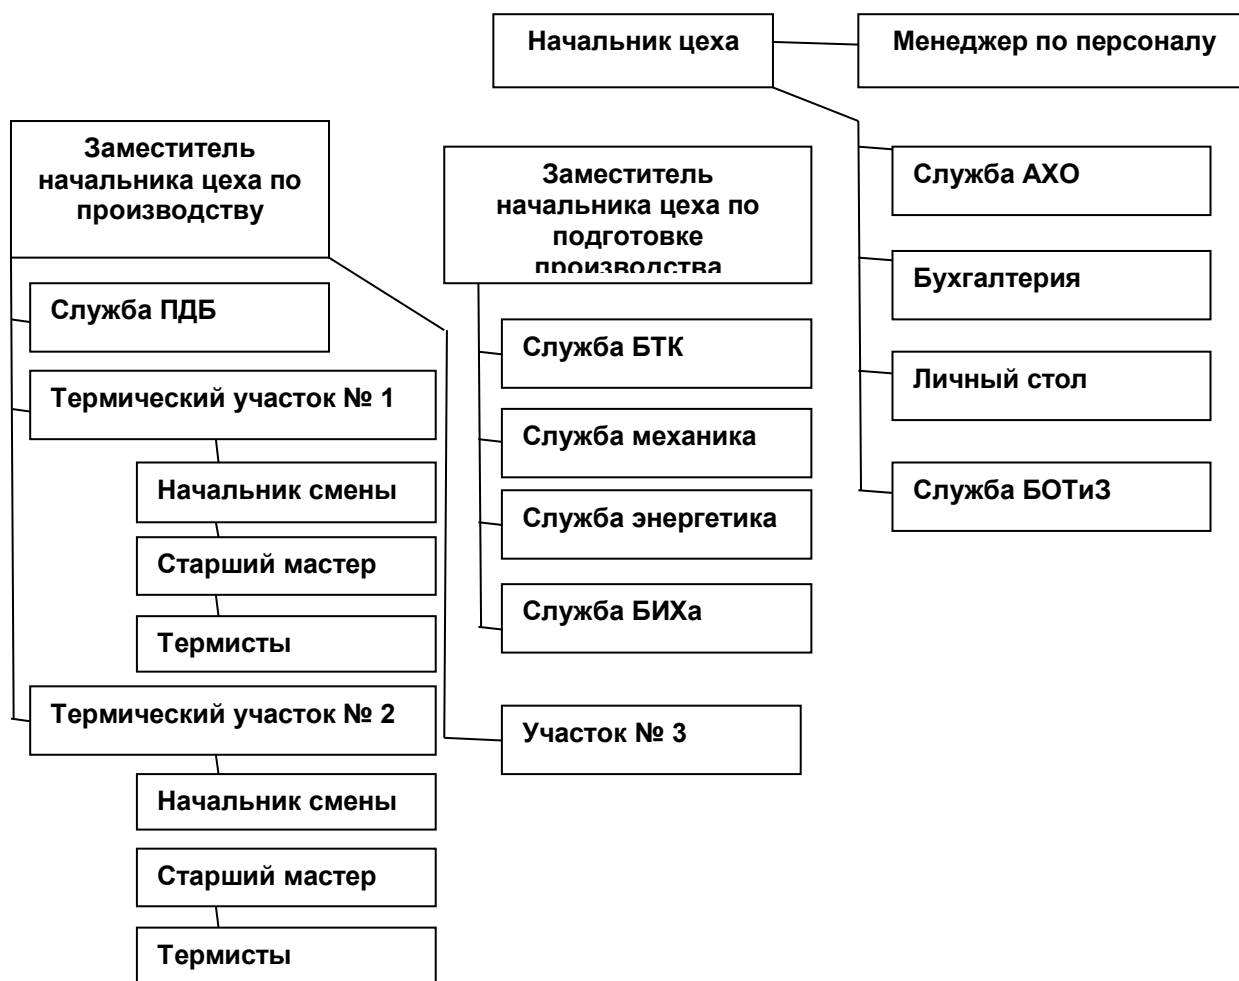 Начальник цеха
Менеджер по персоналу
Заместитель
начальника цеха по
производству
Заместитель
начальника цеха по
подготовке
производства
Служба АХО
Бухгалтерия
Личный стол
Служба БОТиЗ
Служба ПДБ
Термический участок № 1
Начальник смены
Старший мастер
Термисты
Термический участок № 2
Начальник смены
Старший мастер
Термисты
Служба БТК
Служба механика
Служба энергетика
Служба БИХа
Участок № 3